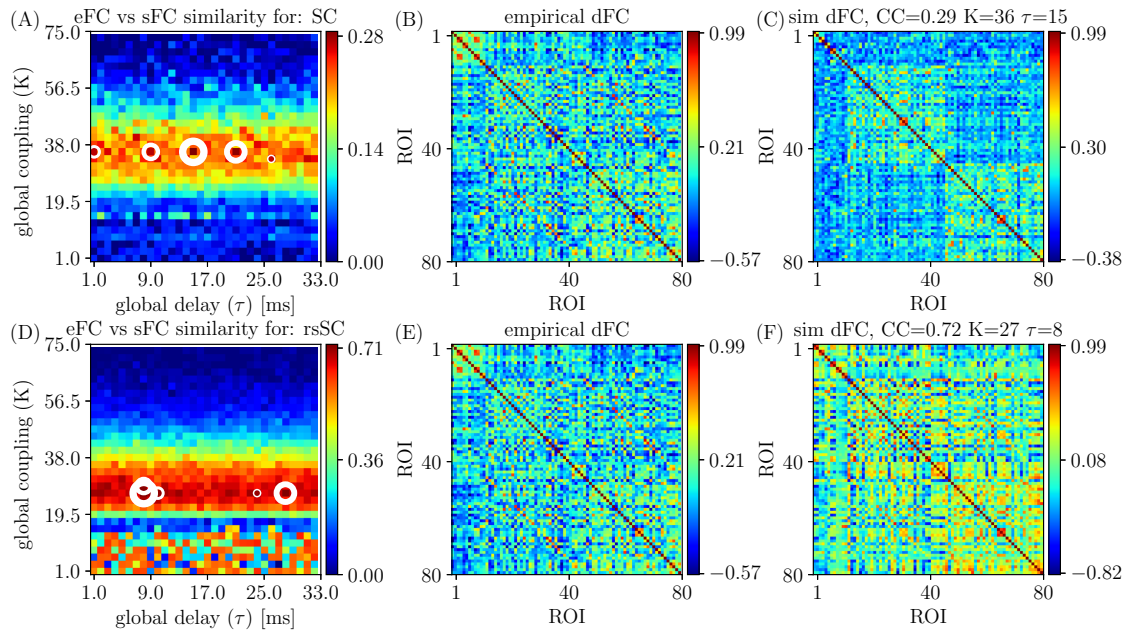 (A) eFC vs sFC similarity for: SC
75.0
56.5
38.0
19.5
1.0
global coupling (K)
1.0 9.0 17.0 25.0 33.0
global delay (τ) [ms]
0.28
0.14
0.00
(B) empirical dFC
1
40
80
ROI
1 40 80
ROI
0.99
0.21
−0.57
(C) sim dFC, CC=0.29 K=36 τ=15
1
40
80
ROI
1 40 80
ROI
0.99
0.30
−0.38
(D) eFC vs sFC similarity for: rsSC
75.0
56.5
38.0
19.5
1.0
global coupling (K)
1.0 9.0 17.0 25.0 33.0
global delay (τ) [ms]
0.71
0.36
0.00
(E) empirical dFC
1
40
80
ROI
1 40 80
ROI
0.99
0.21
−0.57
(F) sim dFC, CC=0.72 K=27 τ=8
1
40
80
ROI
1 40 80
ROI
0.99
0.08
−0.82